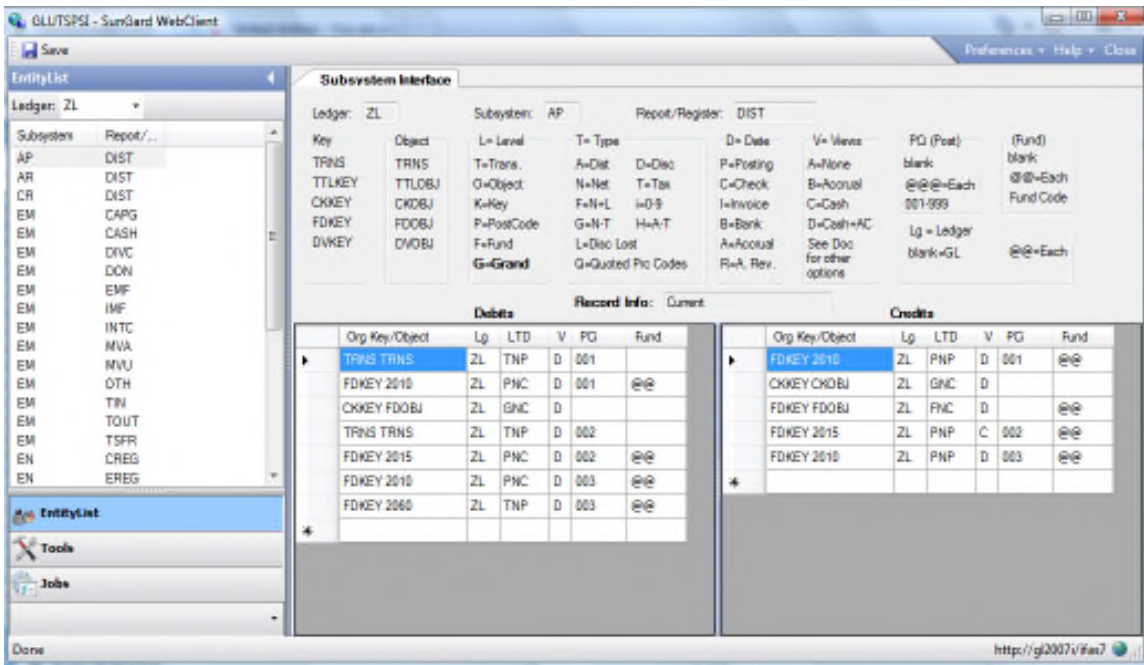 GLUTSPSI - SunGard WebClient
Save
Preferences Help Close
EntityList
Ledger: ZL
Subsystem Report/...
AP DIST
AR DIST
CR DIST
EM CAPG
EM CASH
EM DIVC
EM DON
EM EMF
EM IMF
EM INTC
EM MVA
EM MVU
EM OTH
EM TIN
EM TOUT
EM TSFR
EN CREG
EN EREG
EntityList
Tools
Jobs
Subsystem Interface
Ledger: ZL Subsystem: AP Report/Register: DIST
Key Object L= Level T= Type D= Date V= Views PG (Post) (Fund)
TRNS TRNS T=Trans. A=Dist D=Disc P=Posting A=None blank blank
TTLKEY TTLOBJ O=Object N=Net T=Tax C=Check B=Accrual @@@=Each @@=Each
CKKEY CKOBJ K=Key F=N+L i=0-9 I=Invoice C=Cash 001-999 Fund Code
FDKEY FDOBJ P=PostCode G=N-T H=A-T B=Bank D=Cash+AC Lg = Ledger
DVKEY DVOBJ F=Fund L=Disc Lost A=Accrual See Doc for other options blank=GL @@=Each
G=Grand Q=Quoted Pro Codes R=A. Rev.
Record Info: Current
Debits
Org Key/Object Lg LTD V PG Fund
TRNS TRNS ZL TNP D 001
FDKEY 2010 ZL PNC D 001 @@
CKKEY FDOBJ ZL GNC D
TRNS TRNS ZL TNP D 002
FDKEY 2015 ZL PNC D 002 @@
FDKEY 2010 ZL PNC D 003 @@
FDKEY 2060 ZL TNP D 003 @@
Credits
Org Key/Object Lg LTD V PG Fund
FDKEY 2010 ZL PNP D 001 @@
CKKEY CKOBJ ZL GNC D
FDKEY FDOBJ ZL FNC D @@
FDKEY 2015 ZL PNP C 002 @@
FDKEY 2010 ZL PNP D 003 @@
Done
http://gl2007i/ifas7